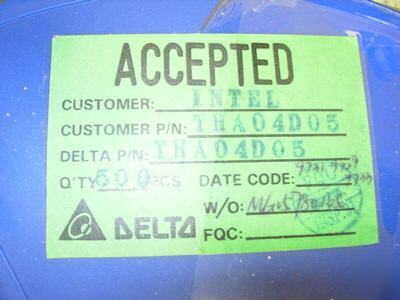 ACCEPTED
CUSTOMER: INTEL
CUSTOMER P/N: THA04D05
DELTA P/N: THA04D05
Q'TY 500 PCS DATE CODE:
W/O:
DELTA FQC: